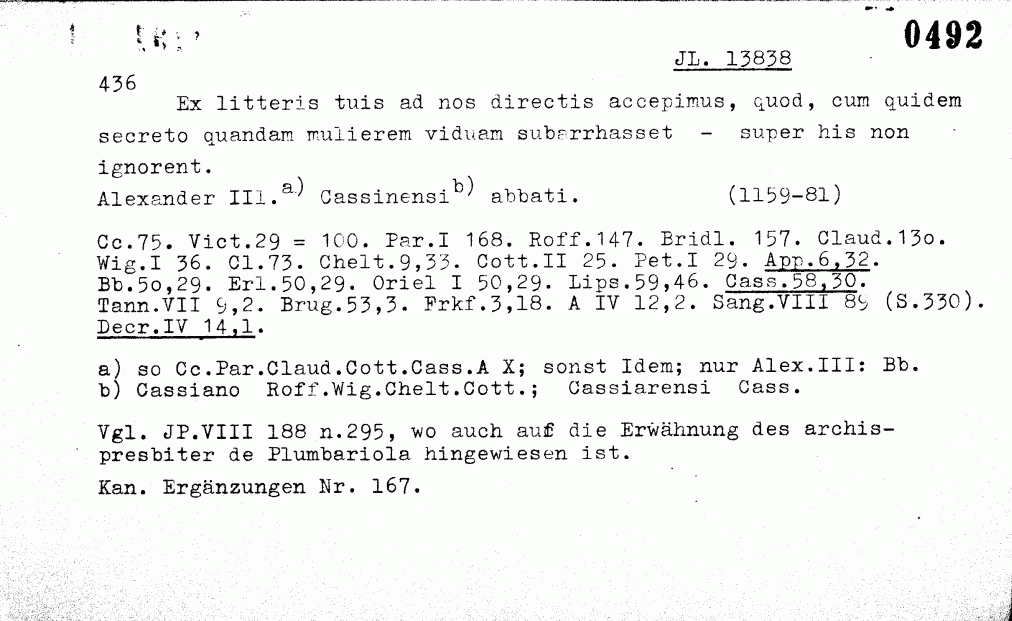 0492
JL. 13838
436
Ex litteris tuis ad nos directis accepimus, quod, cum quidem
secreto quandam mulierem viduam subarrhasset - super his non
ignorent.
Alexander III.a) Cassinensib) abbati. (1159-81)
Cc.75. Vict.29 = 100. Par.I 168. Roff.147. Bridl. 157. Claud.13o.
Wig.I 36. Cl.73. Chelt.9,33. Cott.II 25. Pet.I 29. App.6,32.
Bb.5o,29. Erl.50,29. Oriel I 50,29. Lips.59,46. Cass.58,30.
Tann.VII 9,2. Brug.53,3. Frkf.3,18. A IV 12,2. Sang.VIII 89 (S.330).
Decr.IV 14,1.
a) so Cc.Par.Claud.Cott.Cass.A X; sonst Idem; nur Alex.III: Bb.
b) Cassiano Roff.Wig.Chelt.Cott.; Cassiarensi Cass.
Vgl. JP.VIII 188 n.295, wo auch auf die Erwähnung des archis-
presbiter de Plumbariola hingewiesen ist.
Kan. Ergänzungen Nr. 167.